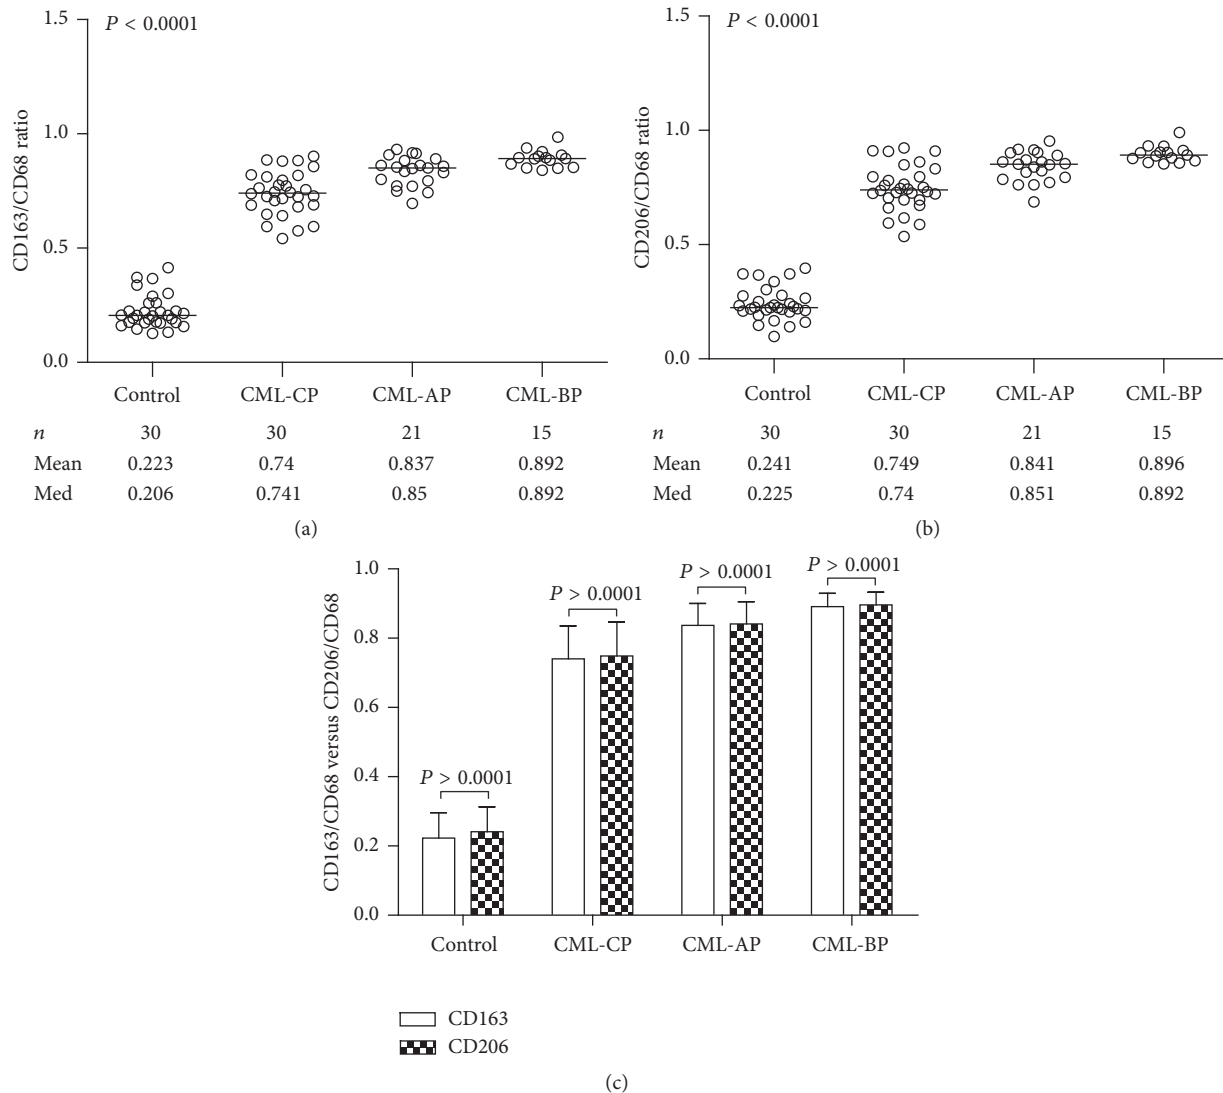 1.5
P < 0.0001
1.0
0.5
0.0
CD163/CD68 ratio
Control CML-CP CML-AP CML-BP
n 30 30 21 15
Mean 0.223 0.74 0.837 0.892
Med 0.206 0.741 0.85 0.892
(a)
1.5
P < 0.0001
1.0
0.5
0.0
CD206/CD68 ratio
Control CML-CP CML-AP CML-BP
n 30 30 21 15
Mean 0.241 0.749 0.841 0.896
Med 0.225 0.74 0.851 0.892
(b)
1.0
0.8
0.6
0.4
0.2
0.0
CD163/CD68 versus CD206/CD68
P > 0.0001
P > 0.0001
P > 0.0001
P > 0.0001
Control CML-CP CML-AP CML-BP
CD163
CD206
(c)